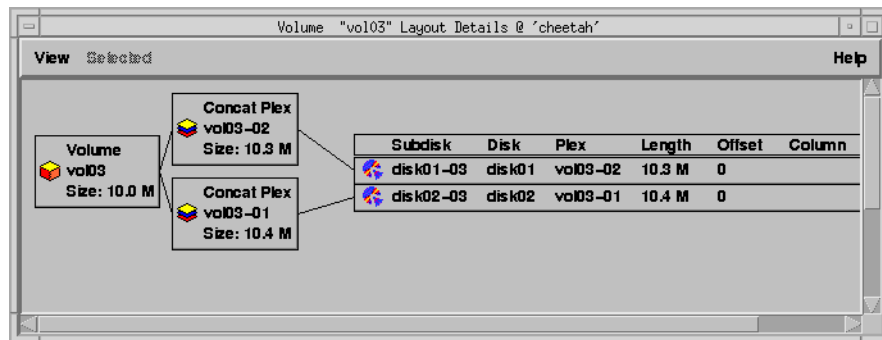 Volume "vol03" Layout Details @ 'cheetah'
View Selected Help
Concat Plex
vol03-02
Size: 10.3 M
Volume
vol03
Size: 10.0 M
Concat Plex
vol03-01
Size: 10.4 M
Subdisk Disk Plex Length Offset Column
disk01-03 disk01 vol03-02 10.3 M 0
disk02-03 disk02 vol03-01 10.4 M 0